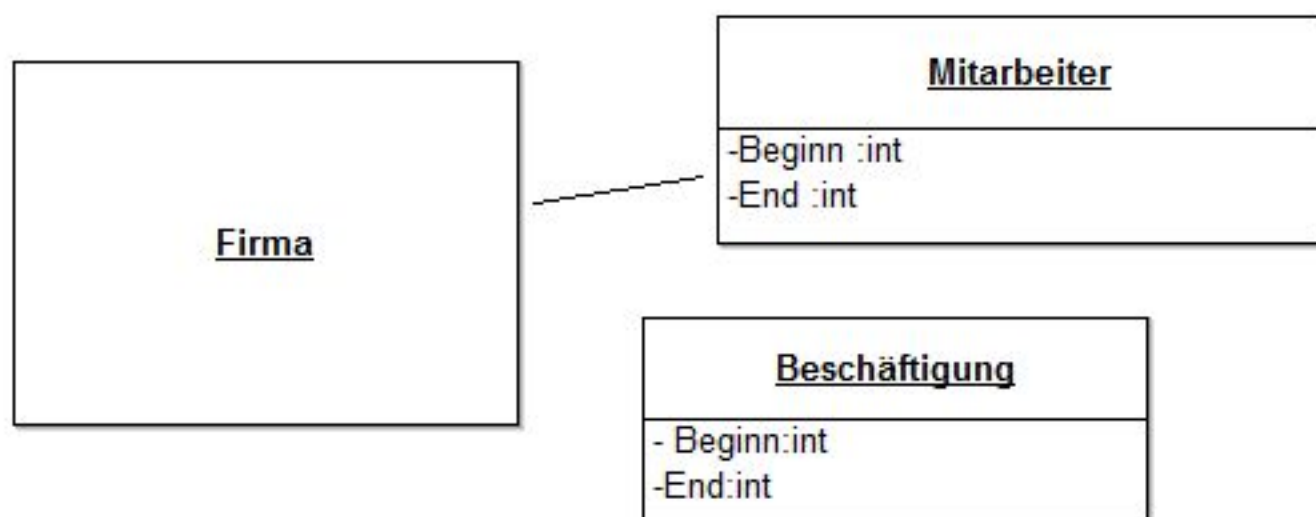 Firma
Mitarbeiter
-Beginn :int
-End :int
Beschäftigung
- Beginn:int
-End:int